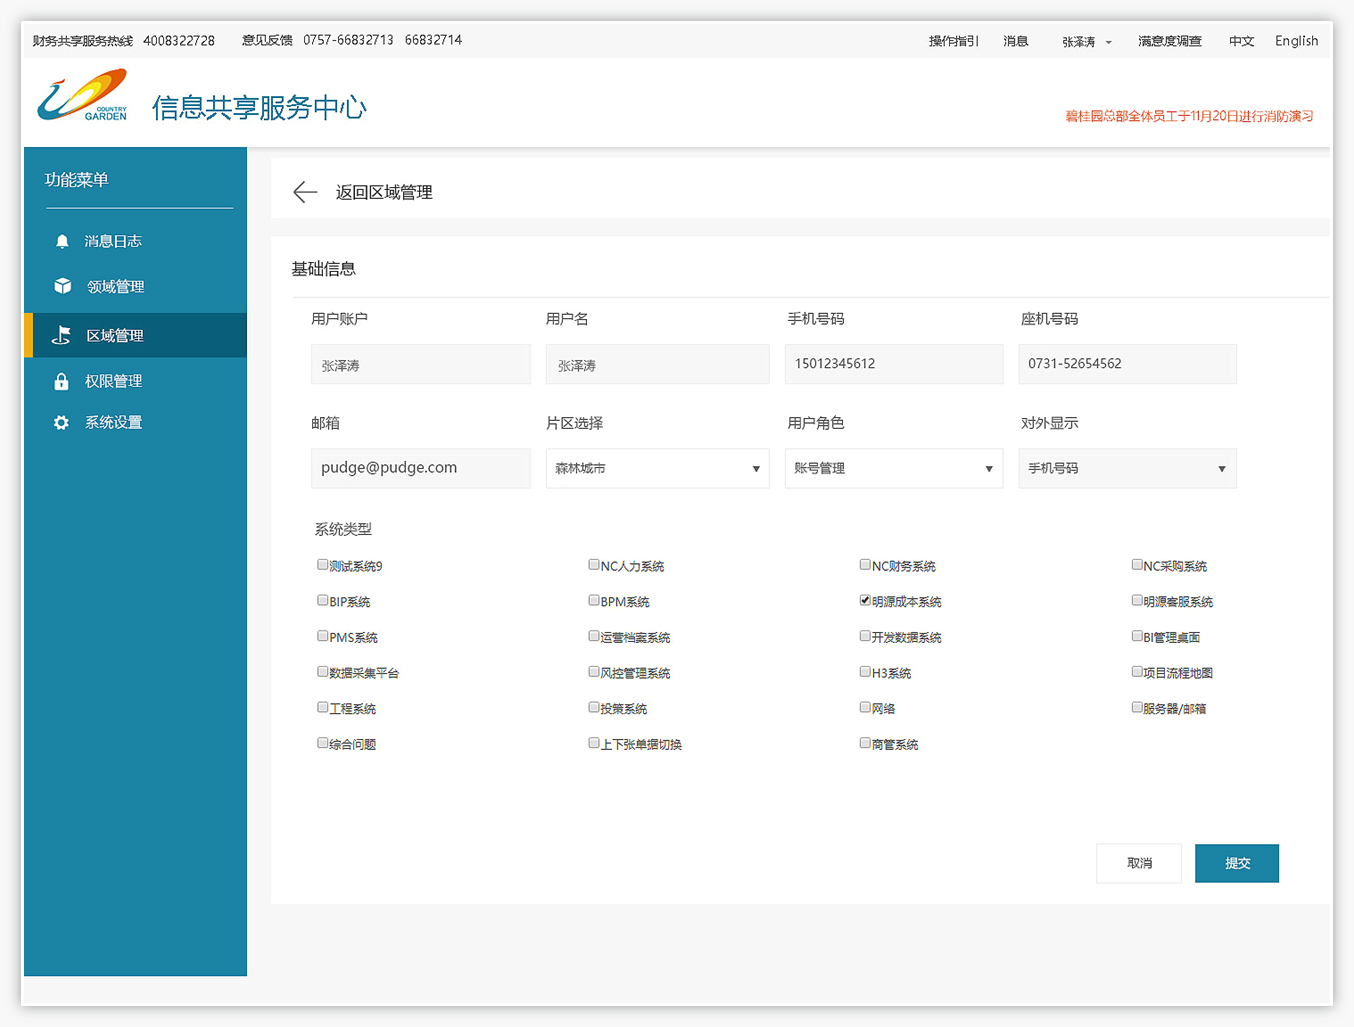 财务共享服务热线 4008322728 意见反馈 0757-66832713 66832714 操作指引 消息 张泽涛 满意度调查 中文 English
COUNTRY
GARDEN
信息共享服务中心
碧桂园总部全体员工于11月20日进行消防演习
功能菜单
消息日志
领域管理
区域管理
权限管理
系统设置
返回区域管理
基础信息
用户账户 用户名 手机号码 座机号码
张泽涛 张泽涛 15012345612 0731-52654562
邮箱 片区选择 用户角色 对外显示
pudge@pudge.com 森林城市 账号管理 手机号码
系统类型
测试系统9 NC人力系统 NC财务系统 NC采购系统
BIP系统 BPM系统 明源成本系统 明源客服系统
PMS系统 运营档案系统 开发数据系统 BI管理桌面
数据采集平台 风控管理系统 H3系统 项目流程地图
工程系统 投策系统 网络 服务器/邮箱
综合问题 上下张单据切换 商管系统
取消 提交